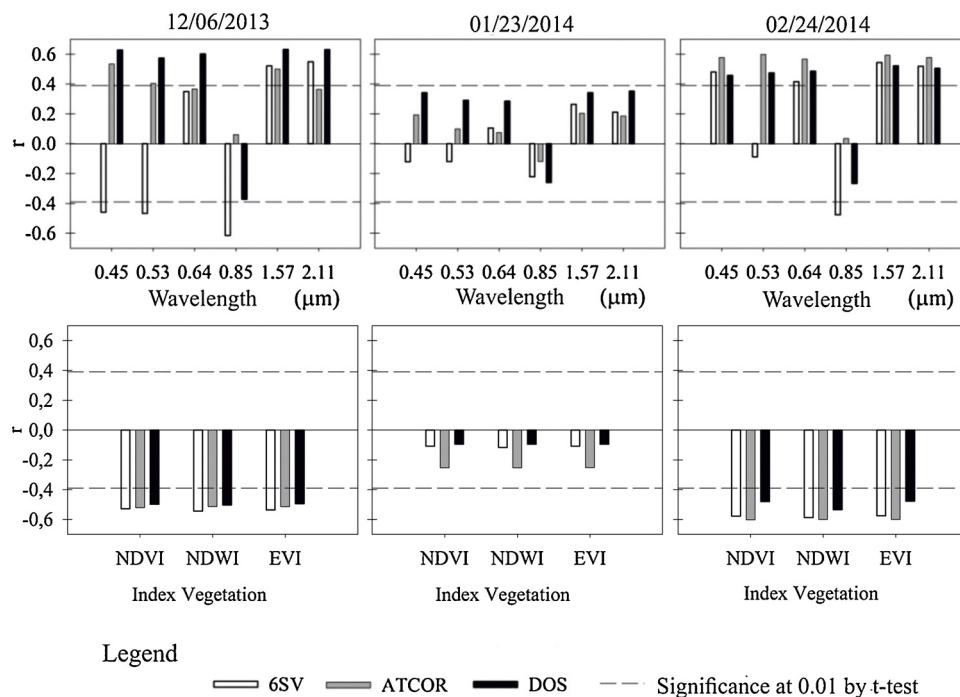 12/06/2013 01/23/2014 02/24/2014
0.6
0.4
0.2
0.0
-0.2
-0.4
-0.6
r
0.45 0.53 0.64 0.85 1.57 2.11
Wavelength (μm)
0.45 0.53 0.64 0.85 1.57 2.11
Wavelength (μm)
0.45 0.53 0.64 0.85 1.57 2.11
Wavelength (μm)
0,6
0,4
0,2
0,0
-0,2
-0,4
-0,6
r
NDVI NDWI EVI
Index Vegetation
NDVI NDWI EVI
Index Vegetation
NDVI NDWI EVI
Index Vegetation
Legend
6SV ATCOR DOS Significance at 0.01 by t-test